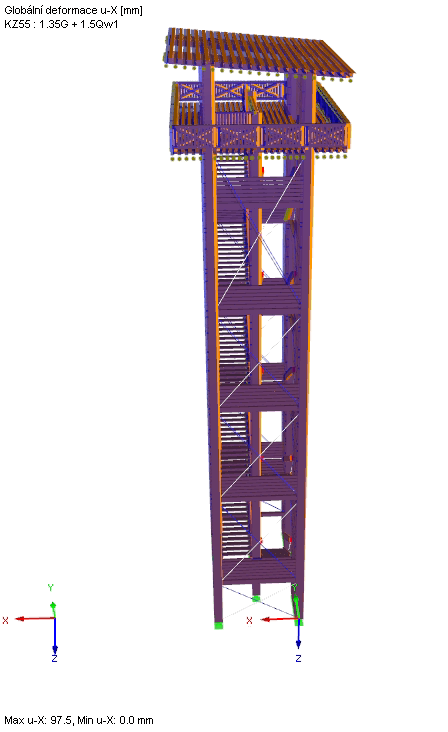 Globální deformace u-X [mm]
KZ55 : 1.35G + 1.5Qw1
Y
X
Z
Y
X
Z
Max u-X: 97.5, Min u-X: 0.0 mm